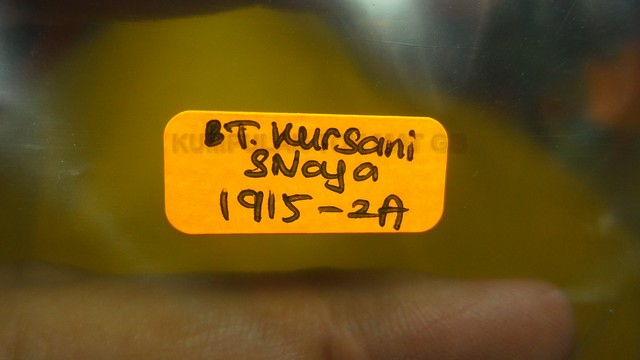 BT. Kursani
SNaya
1915-2A